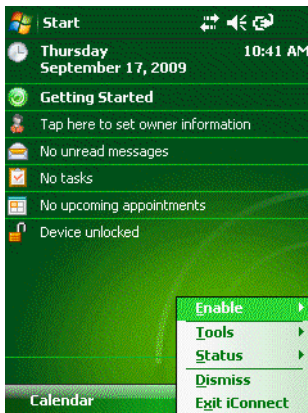 Start
Thursday 10:41 AM
September 17, 2009
Getting Started
Tap here to set owner information
No unread messages
No tasks
No upcoming appointments
Device unlocked
Enable
Tools
Status
Dismiss
Calendar Exit iConnect